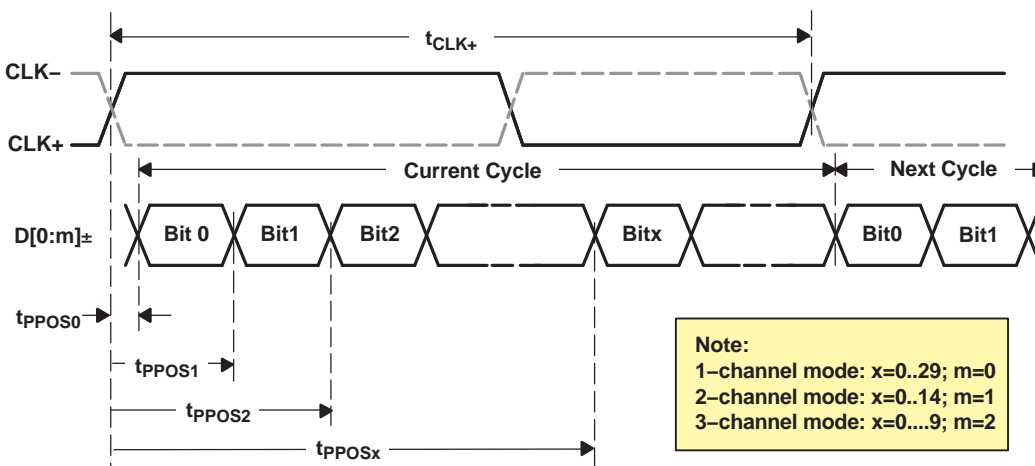 tCLK+
CLK–
CLK+
Current Cycle
Next Cycle
D[0:m]±
Bit 0
Bit1
Bit2
Bitx
Bit0
Bit1
tPPOS0
tPPOS1
tPPOS2
tPPOSx
Note:
1–channel mode: x=0..29; m=0
2–channel mode: x=0..14; m=1
3–channel mode: x=0....9; m=2